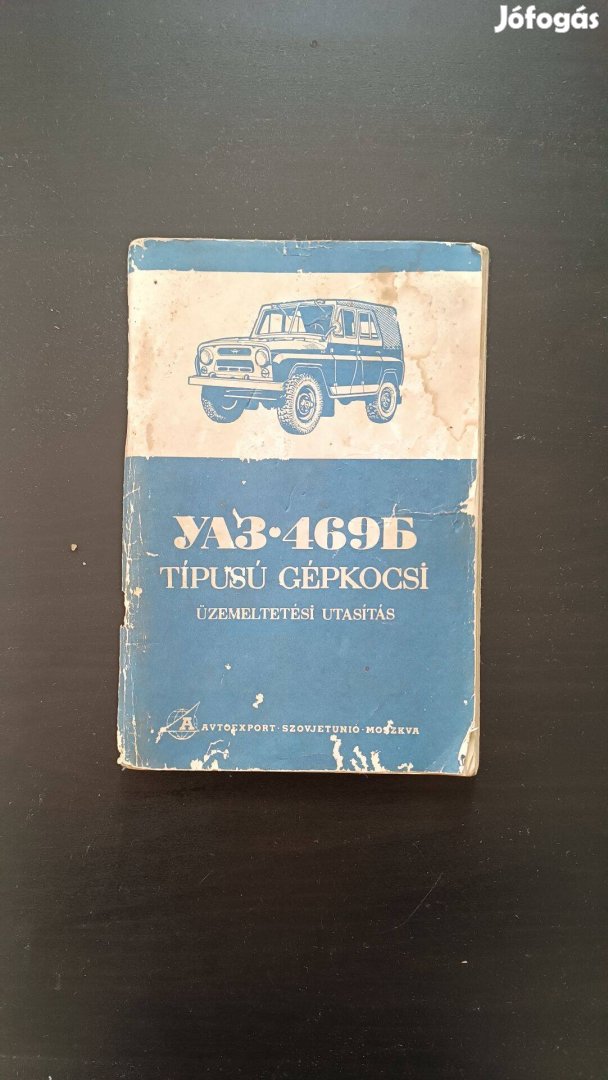 Jófogás
УАЗ•469Б
TÍPUSÚ GÉPKOCSI
ÜZEMELTETÉSI UTASÍTÁS
A AVTOEXPORT · SZOVJETUNIÓ · MOSZKVA